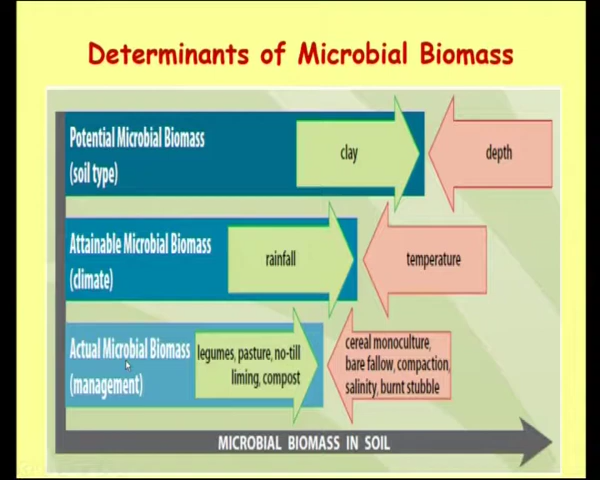 Determinants of Microbial Biomass
Potential Microbial Biomass
(soil type)
clay
depth
Attainable Microbial Biomass
(climate)
rainfall
temperature
Actual Microbial Biomass
(management)
legumes, pasture, no-till
liming, compost
cereal monoculture,
bare fallow, compaction,
salinity, burnt stubble
MICROBIAL BIOMASS IN SOIL